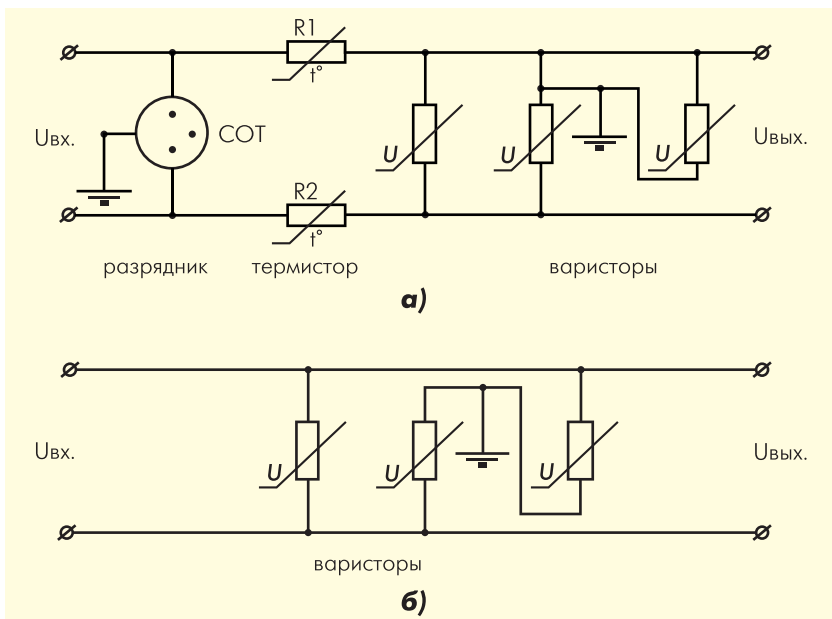 R1
t°
Uвх.
СОТ
U
U
U
Uвых.
R2
t°
разрядник
термистор
варисторы
а)
Uвх.
U
U
U
Uвых.
варисторы
б)